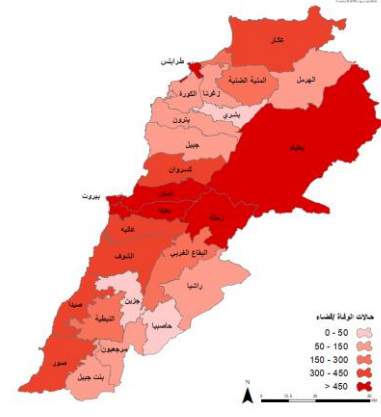 عكار
طرابلس
المنية الضنية
الهرمل
زغرتا
الكورة
بشري
بترون
بعلبك
جبيل
كسروان
المتن
بيروت
بعبدا
زحلة
عاليه
الشوف
البقاع الغربي
راشيا
صيدا
جزين
حاصبيا
النبطية
صور
مرجعيون
بنت جبيل
حالات الوفاة /قضاء
0 - 50
50 - 150
150 - 300
300 - 450
> 450
N